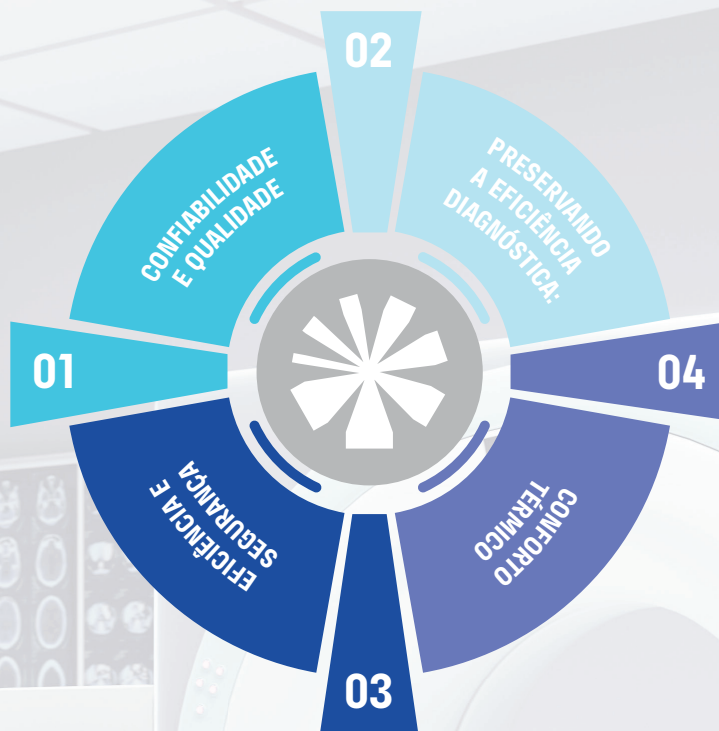 01
CONFIABILIDADE
E QUALIDADE
02
PRESERVANDO
A EFICIÊNCIA
DIAGNÓSTICA:
03
EFICIÊNCIA E
SEGURANÇA
04
CONFORTO
TÉRMICO